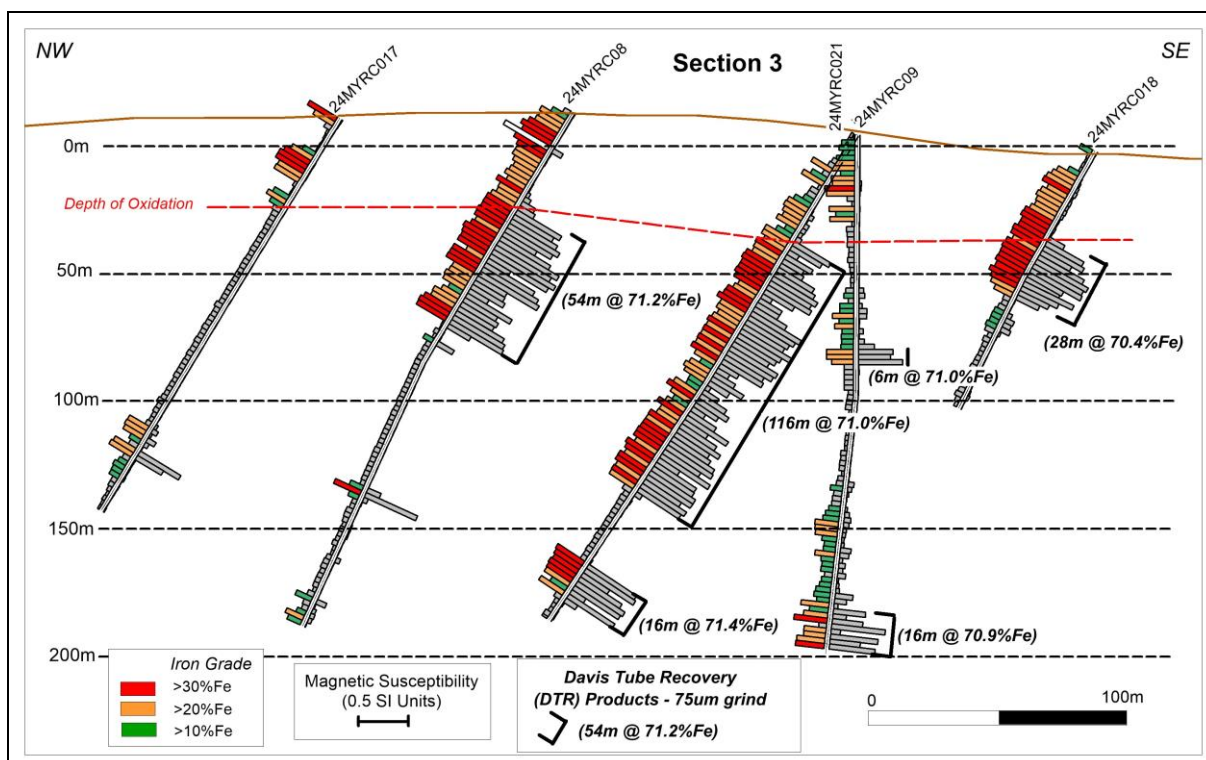 NW
SE
Section 3
24MYRC017
24MYRC08
24MYRC021
24MYRC09
24MYRC018
0m
Depth of Oxidation
50m
(54m @ 71.2%Fe)
(28m @ 70.4%Fe)
(6m @ 71.0%Fe)
100m
(116m @ 71.0%Fe)
150m
(16m @ 71.4%Fe)
(16m @ 70.9%Fe)
200m
Iron Grade
>30%Fe
>20%Fe
>10%Fe
Magnetic Susceptibility
(0.5 SI Units)
Davis Tube Recovery
(DTR) Products - 75um grind
(54m @ 71.2%Fe)
0
100m